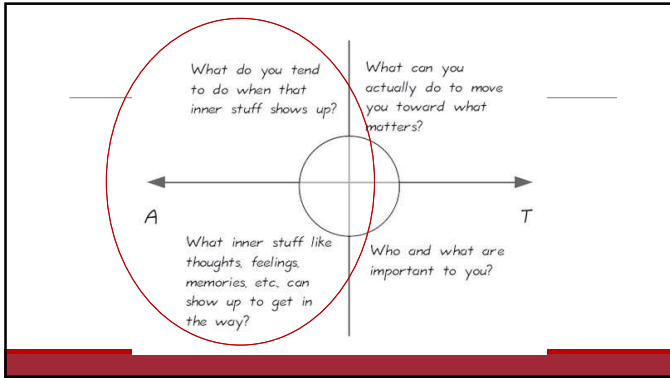 What do you tend
to do when that
inner stuff shows up?
What can you
actually do to move
you toward what
matters?
A
T
What inner stuff like
thoughts, feelings,
memories, etc., can
show up to get in
the way?
Who and what are
important to you?